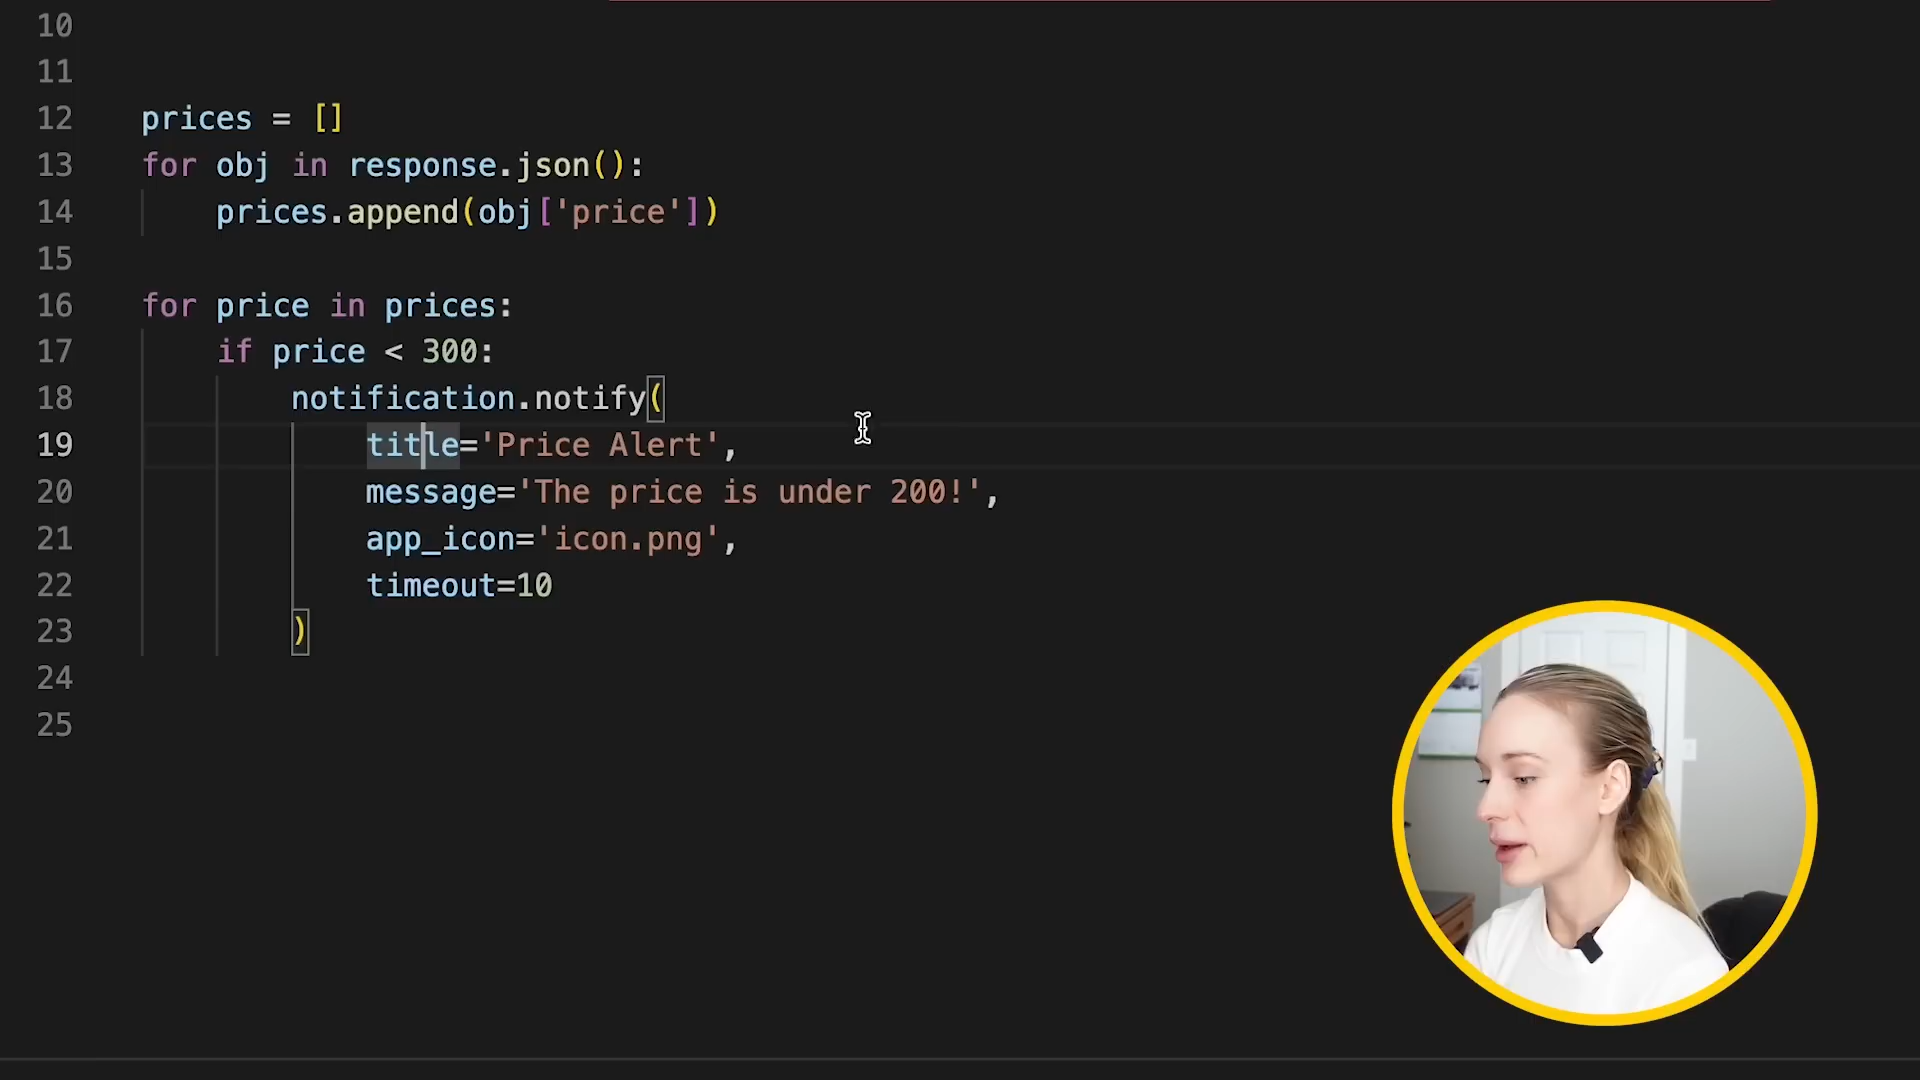 10
11
12 prices = []
13 for obj in response.json():
14 prices.append(obj['price'])
15
16 for price in prices:
17 if price < 300:
18 notification.notify(
19 title='Price Alert',
20 message='The price is under 200!',
21 app_icon='icon.png',
22 timeout=10
23 )
24
25